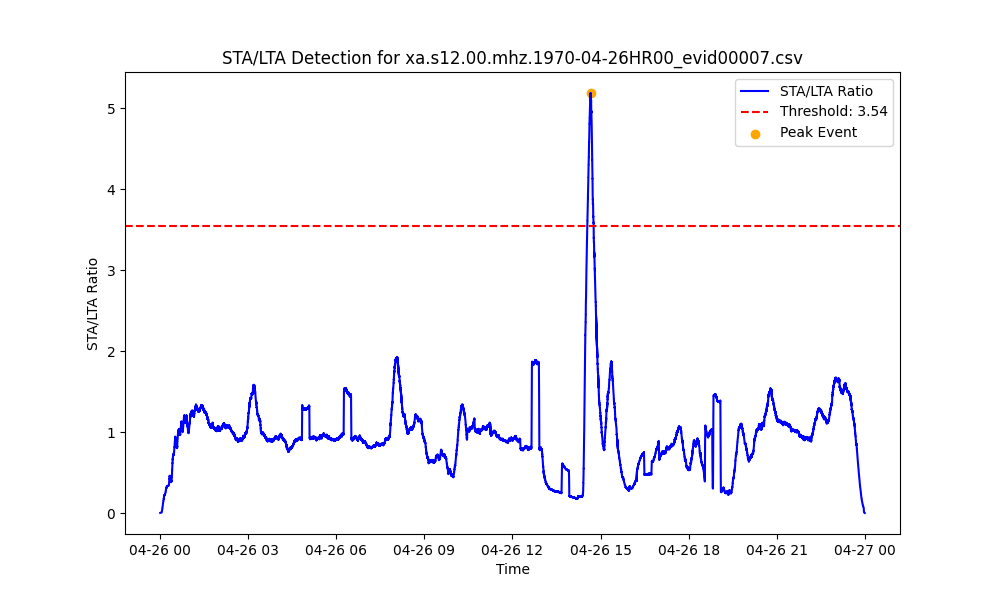 STA/LTA Detection for xa.s12.00.mhz.1970-04-26HR00_evid00007.csv
STA/LTA Ratio
Threshold: 3.54
Peak Event
5
4
3
2
1
0
STA/LTA Ratio
04-26 00 04-26 03 04-26 06 04-26 09 04-26 12 04-26 15 04-26 18 04-26 21 04-27 00
Time